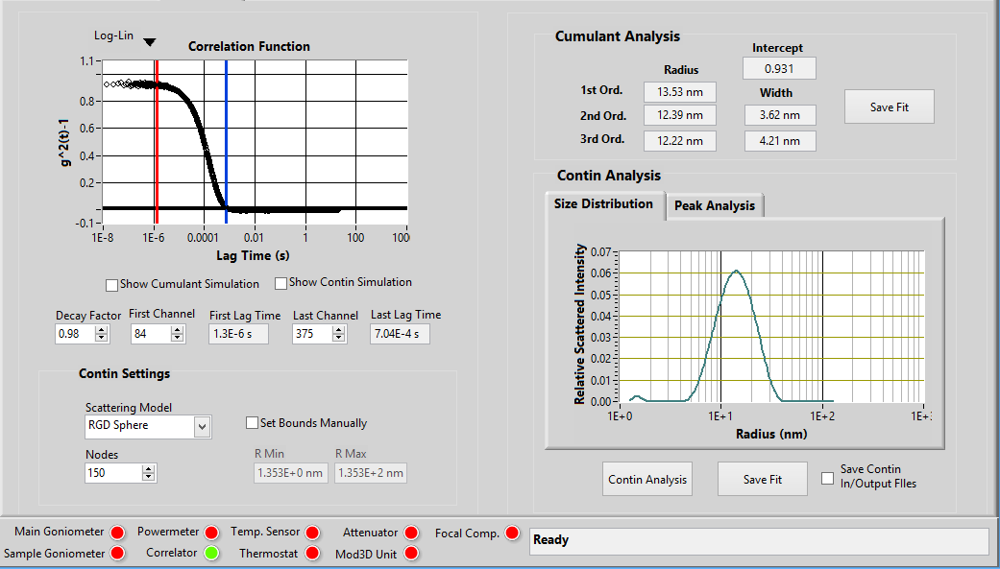 Log-Lin
Correlation Function
1.1
0.8
0.6
0.4
0.2
-0.1
g^2(t)-1
1E-8 1E-6 0.0001 0.01 1 100 1000
Lag Time (s)
Show Cumulant Simulation Show Contin Simulation
Decay Factor First Channel First Lag Time Last Channel Last Lag Time
0.98 84 1.3E-6 s 375 7.04E-4 s
Contin Settings
Scattering Model
RGD Sphere
Set Bounds Manually
Nodes R Min R Max
150 1.353E+0 nm 1.353E+2 nm
Cumulant Analysis
Intercept
Radius 0.931
1st Ord. 13.53 nm Width
2nd Ord. 12.39 nm 3.62 nm
3rd Ord. 12.22 nm 4.21 nm
Save Fit
Contin Analysis
Size Distribution Peak Analysis
0.07
0.06
0.05
0.04
0.03
0.02
0.01
0.00
Relative Scattered Intensity
1E+0 1E+1 1E+2
Radius (nm)
Contin Analysis Save Fit Save Contin
In/Output FIles
Main Goniometer Powermeter Temp. Sensor Attenuator Focal Comp.
Sample Goniometer Correlator Thermostat Mod3D Unit
Ready